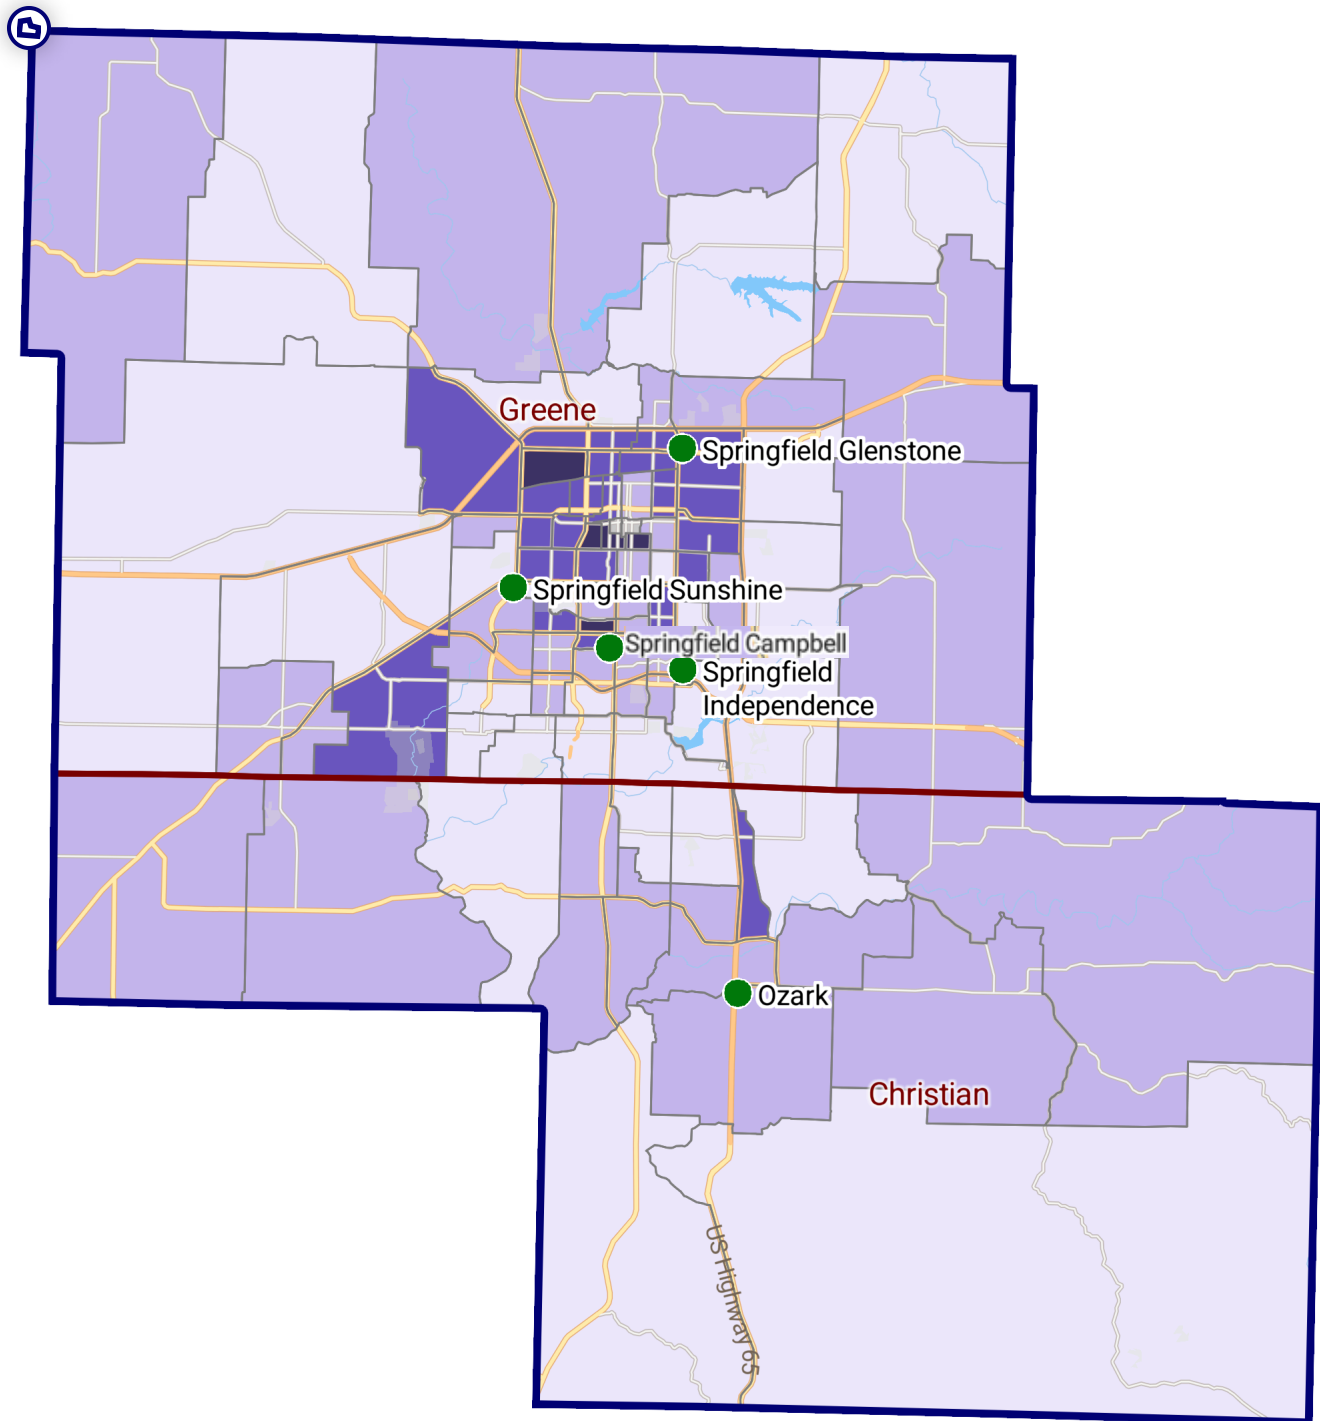 Greene
Springfield Glenstone
Springfield Sunshine
Springfield Campbell
Springfield
Independence
Ozark
Christian
US Highway 65